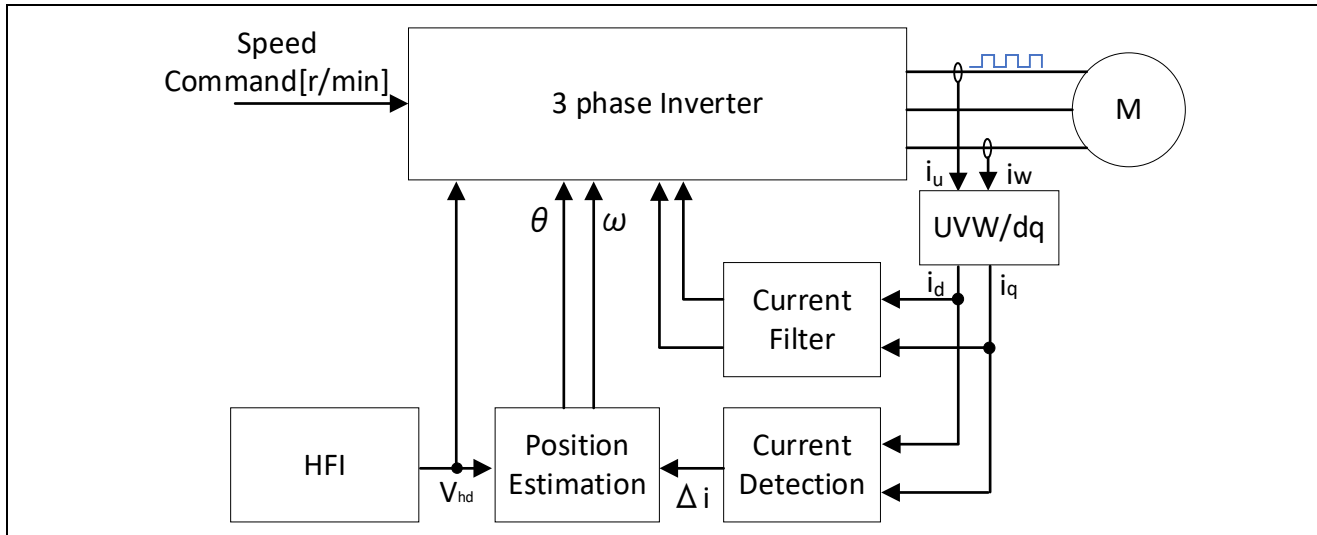 Speed
Command[r/min]
3 phase Inverter
M
iu
iw
θ
ω
UVW/dq
id
iq
Current
Filter
HFI
Vhd
Position
Estimation
Δi
Current
Detection